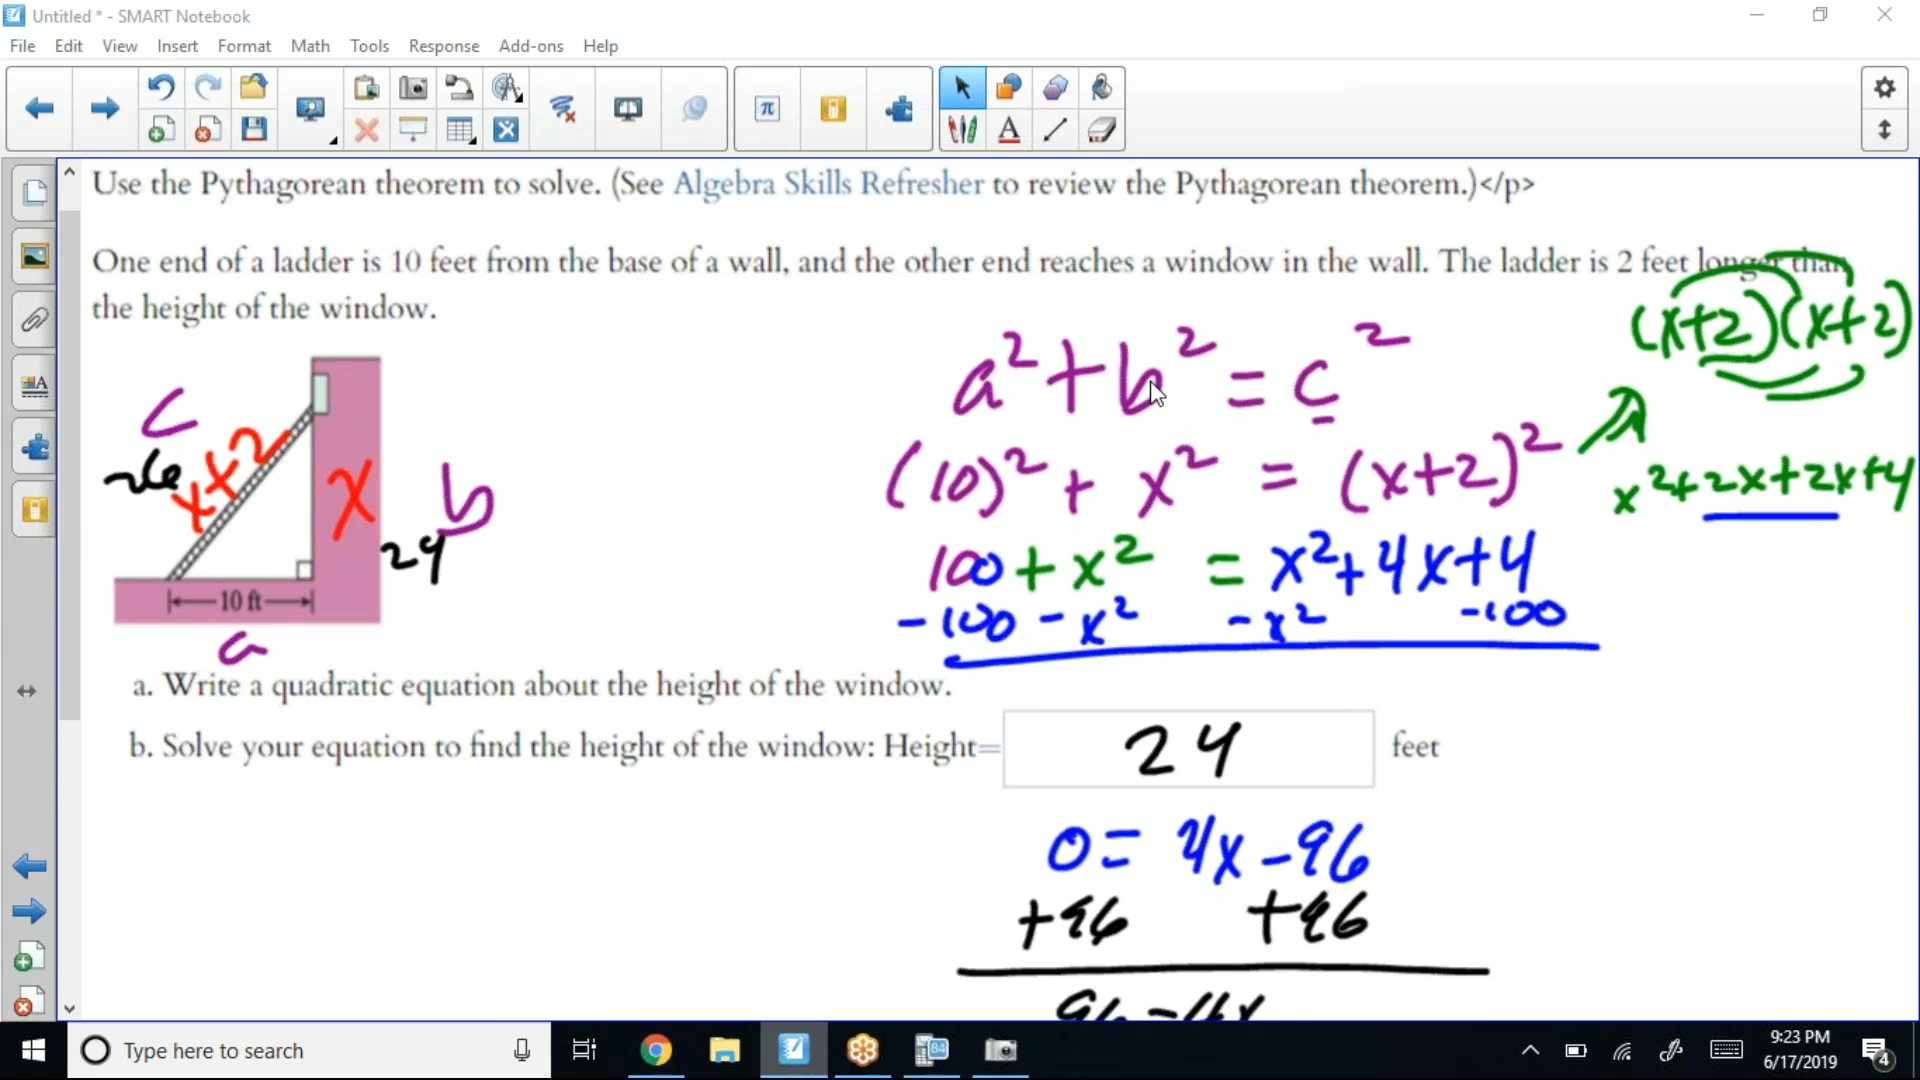 Untitled * - SMART Notebook
File Edit View Insert Format Math Tools Response Add-ons Help
Use the Pythagorean theorem to solve. (See Algebra Skills Refresher to review the Pythagorean theorem.)</p>
One end of a ladder is 10 feet from the base of a wall, and the other end reaches a window in the wall. The ladder is 2 feet longer than
the height of the window.
(x+2)(x+2)
a² + b² = c²
c
26 x+2 x b
(10)² + x² = (x+2)²
x²+2x+2x+4
24
100 + x² = x²+4x+4
10 ft
-100 - x² - x² -100
a
a. Write a quadratic equation about the height of the window.
b. Solve your equation to find the height of the window: Height= 24 feet
0 = 4x - 96
+96 +96
96 = 4x
Type here to search
84
9:23 PM
6/17/2019
4